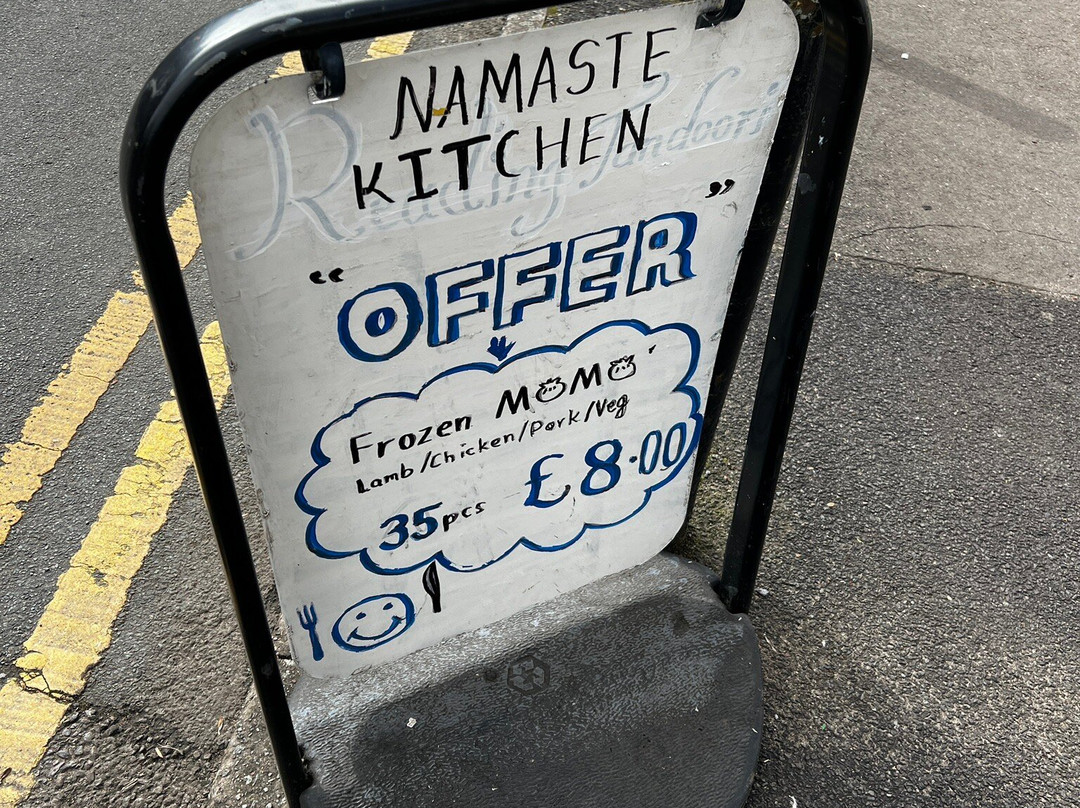 NAMASTE
KITCHEN
Reading Tandoori
"OFFER"
Frozen MOMO
Lamb/Chicken/Pork/Veg
35pcs £8.00